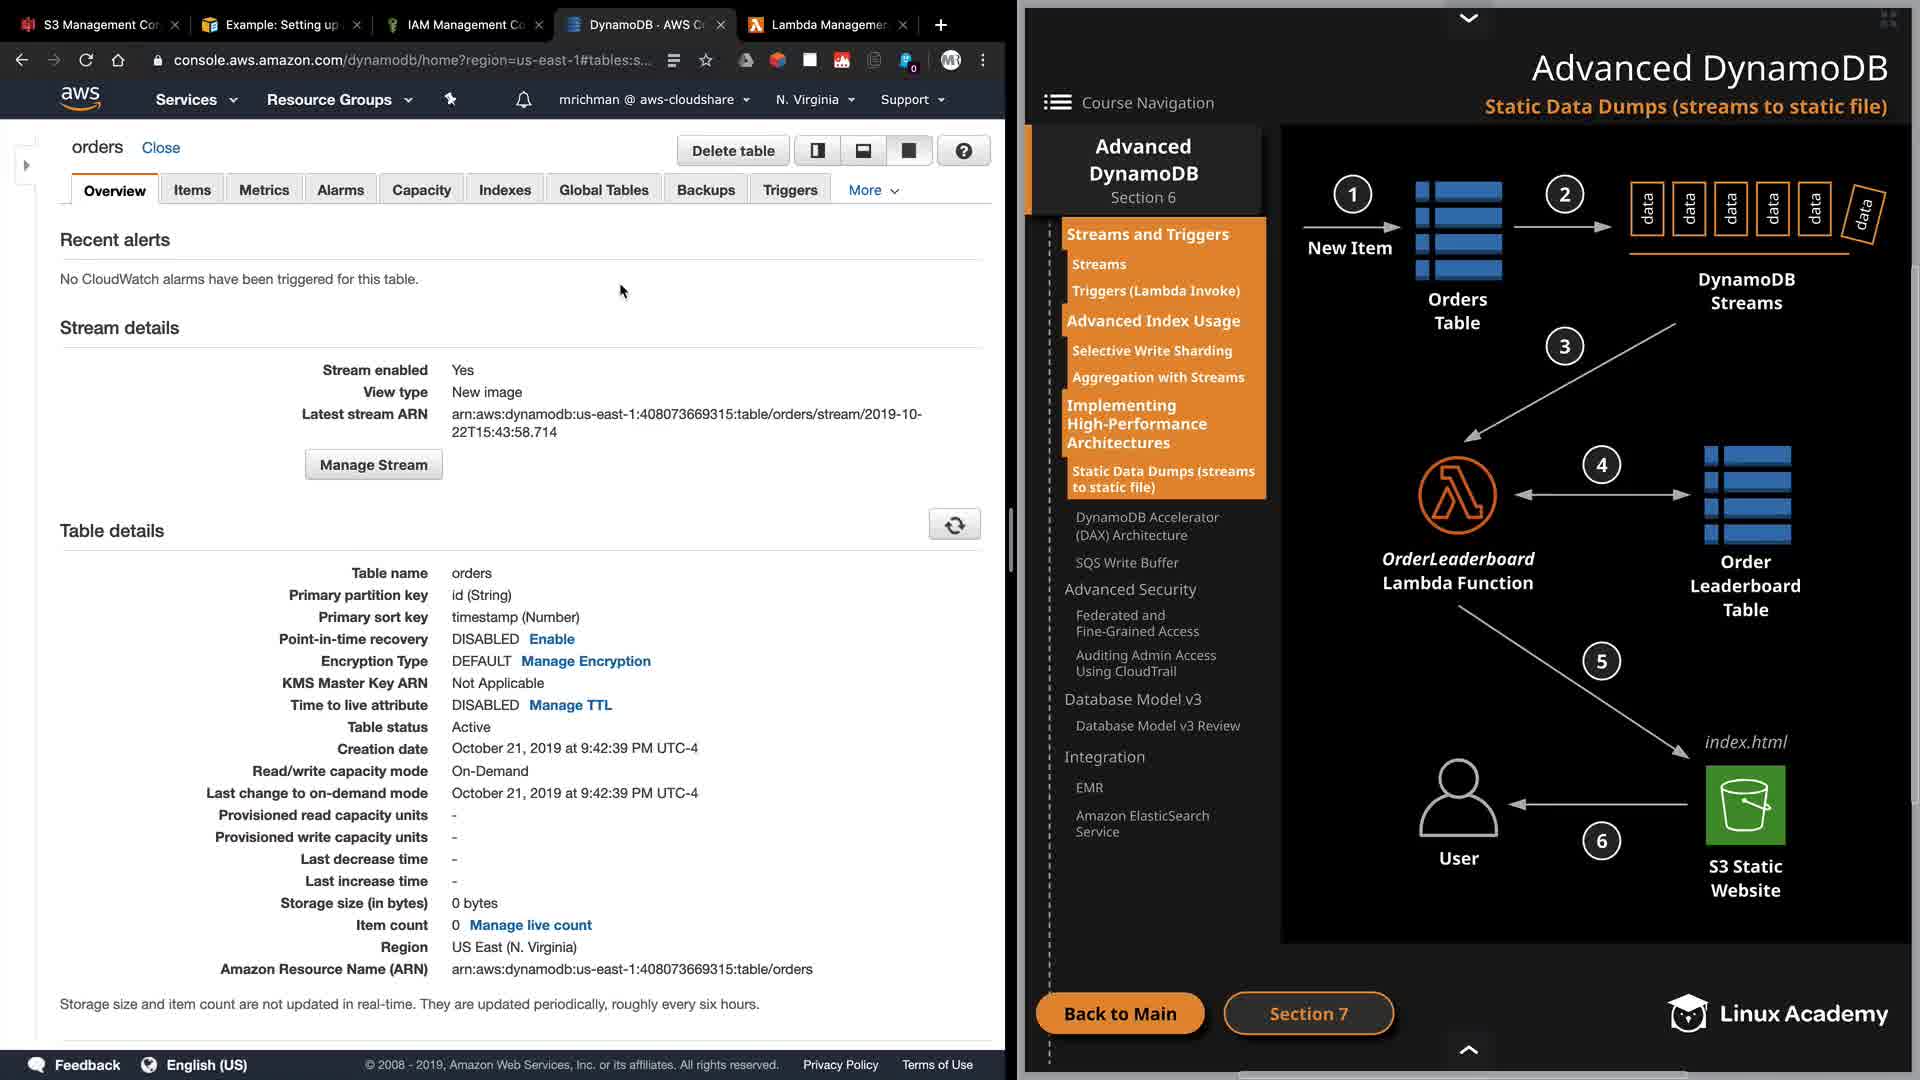 S3 Management Con
Example: Setting up
IAM Management Co
DynamoDB · AWS C
Lambda Managemen
console.aws.amazon.com/dynamodb/home?region=us-east-1#tables:s...
0
aws
Services
Resource Groups
mrichman @ aws-cloudshare
N. Virginia
Support
orders
Close
Delete table
Overview
Items
Metrics
Alarms
Capacity
Indexes
Global Tables
Backups
Triggers
More
Recent alerts
No CloudWatch alarms have been triggered for this table.
Stream details
Stream enabled Yes
View type New image
Latest stream ARN arn:aws:dynamodb:us-east-1:408073669315:table/orders/stream/2019-10-
22T15:43:58.714
Manage Stream
Table details
Table name orders
Primary partition key id (String)
Primary sort key timestamp (Number)
Point-in-time recovery DISABLED Enable
Encryption Type DEFAULT Manage Encryption
KMS Master Key ARN Not Applicable
Time to live attribute DISABLED Manage TTL
Table status Active
Creation date October 21, 2019 at 9:42:39 PM UTC-4
Read/write capacity mode On-Demand
Last change to on-demand mode October 21, 2019 at 9:42:39 PM UTC-4
Provisioned read capacity units -
Provisioned write capacity units -
Last decrease time -
Last increase time -
Storage size (in bytes) 0 bytes
Item count 0 Manage live count
Region US East (N. Virginia)
Amazon Resource Name (ARN) arn:aws:dynamodb:us-east-1:408073669315:table/orders
Storage size and item count are not updated in real-time. They are updated periodically, roughly every six hours.
Feedback
English (US)
© 2008 - 2019, Amazon Web Services, Inc. or its affiliates. All rights reserved.
Privacy Policy
Terms of Use
Advanced DynamoDB
Static Data Dumps (streams to static file)
Course Navigation
Advanced
DynamoDB
Section 6
Streams and Triggers
Streams
Triggers (Lambda Invoke)
Advanced Index Usage
Selective Write Sharding
Aggregation with Streams
Implementing
High-Performance
Architectures
Static Data Dumps (streams
to static file)
DynamoDB Accelerator
(DAX) Architecture
SQS Write Buffer
Advanced Security
Federated and
Fine-Grained Access
Auditing Admin Access
Using CloudTrail
Database Model v3
Database Model v3 Review
Integration
EMR
Amazon ElasticSearch
Service
1
New Item
Orders
Table
2
data
data
data
data
data
data
DynamoDB
Streams
3
OrderLeaderboard
Lambda Function
4
Order
Leaderboard
Table
5
index.html
S3 Static
Website
6
User
Back to Main
Section 7
Linux Academy